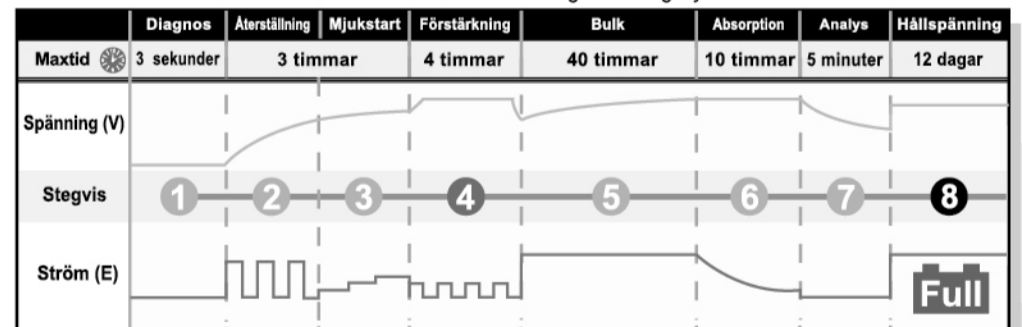 Diagnos Återställning Mjukstart Förstärkning Bulk Absorption Analys Hållspänning
Maxtid 3 sekunder 3 timmar 4 timmar 40 timmar 10 timmar 5 minuter 12 dagar
Spänning (V)
Stegvis 1 2 3 4 5 6 7 8
Ström (E)
Full